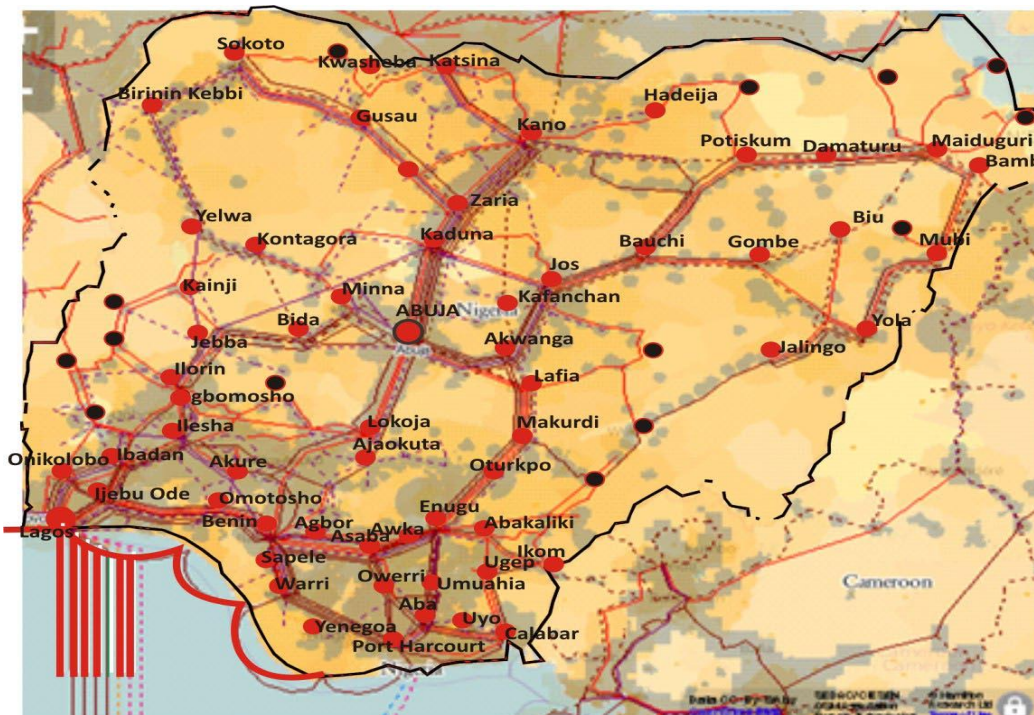 Sokoto
Kwasheba
Katsina
Birinin Kebbi
Gusau
Hadeija
Kano
Potiskum
Damaturu
Maiduguri
Bamb
Zaria
Yelwa
Kontagora
Kaduna
Bauchi
Gombe
Biu
Mubi
Jos
Kainji
Minna
Kafanchan
Nigeria
ABUJA
Abuja
Bida
Jebba
Akwanga
Yola
Jalingo
Ilorin
Lafia
gbomosho
Ilesha
Lokoja
Makurdi
Onikolobo
Ibadan
Ajaokuta
Akure
Oturkpo
Ijebu Ode
Omotosho
Enugu
Lagos
Benin
Agbor
Awka
Abakaliki
Asaba
Sapele
Ikom
Ugep
Cameroon
Warri
Owerri
Umuahia
Aba
Uyo
Yenegoa
Calabar
Port Harcourt
Nigeria